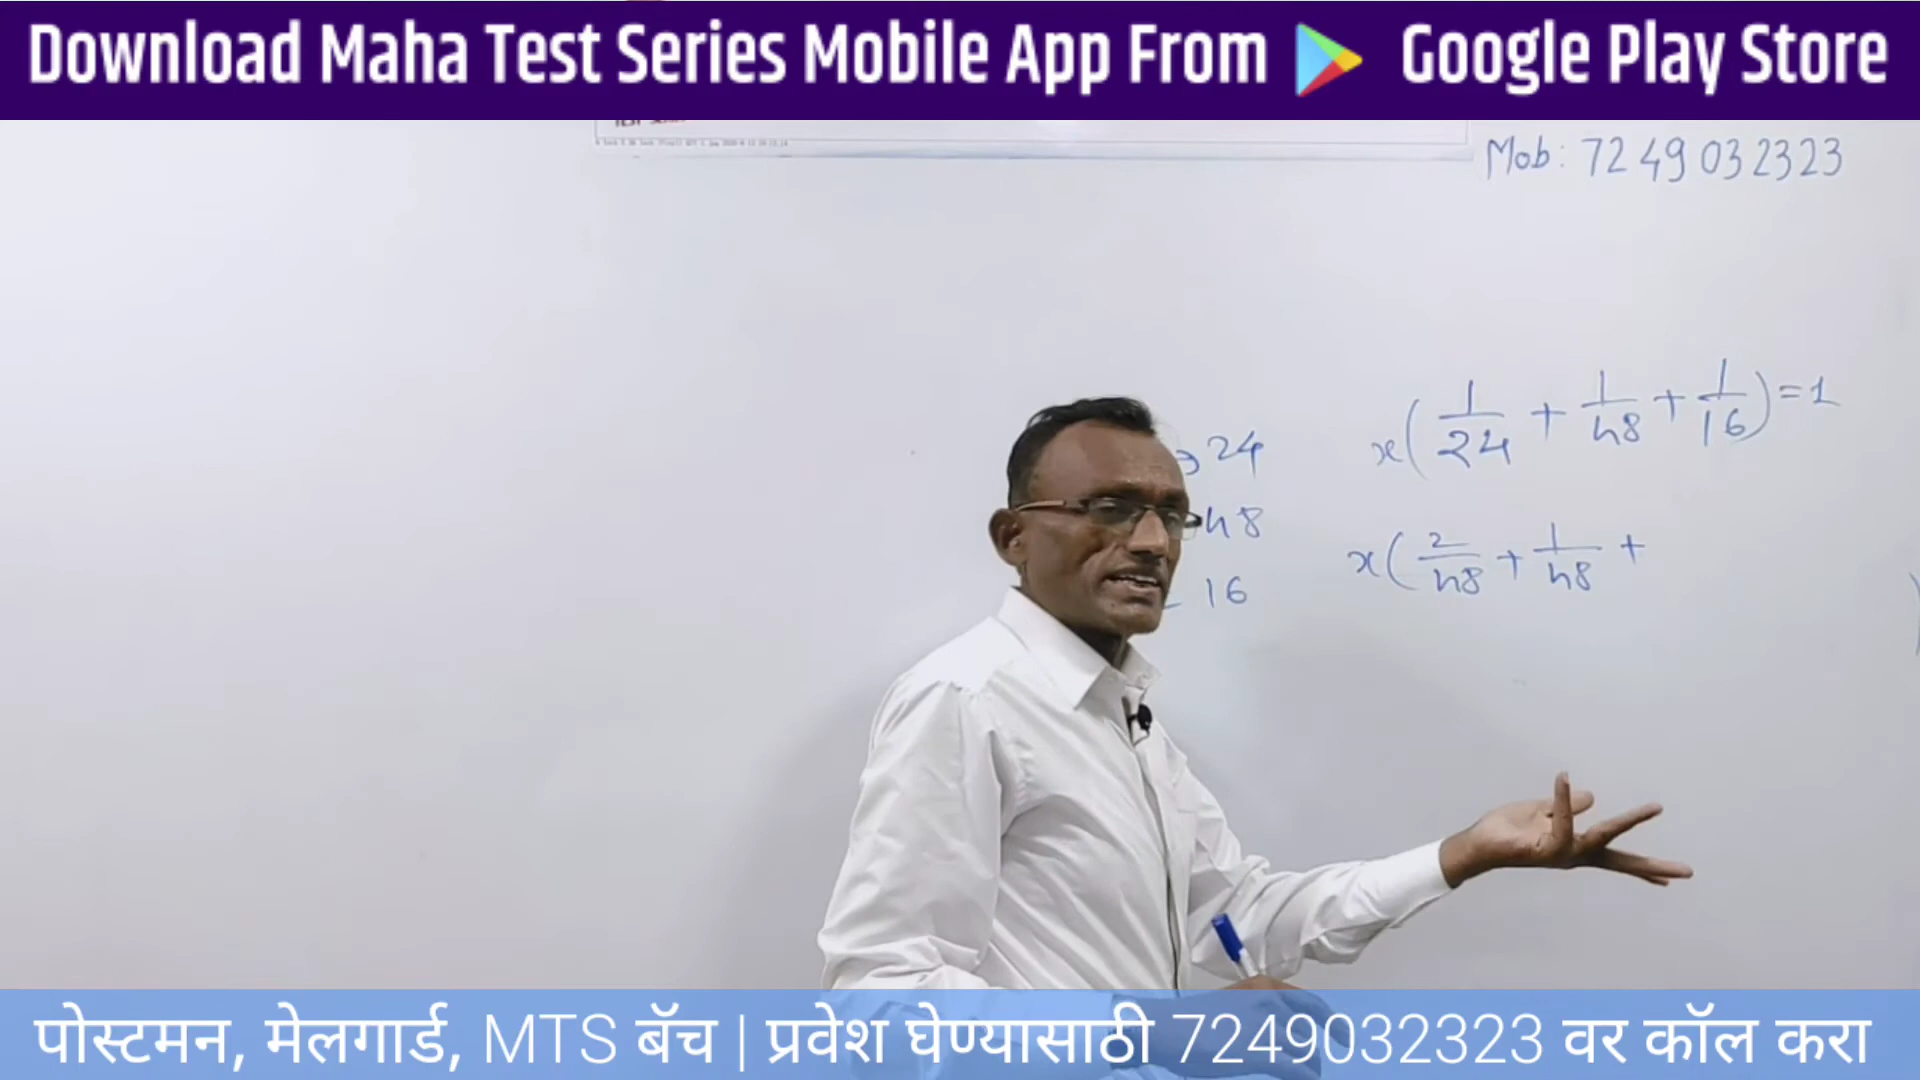 Download Maha Test Series Mobile App From Google Play Store
Mob: 7249032323
x(1/24 + 1/48 + 1/16) = 1
→ 24
48
x(2/48 + 1/48 +
- 16
पोस्टमन, मेलगार्ड, MTS बॅच | प्रवेश घेण्यासाठी 7249032323 वर कॉल करा